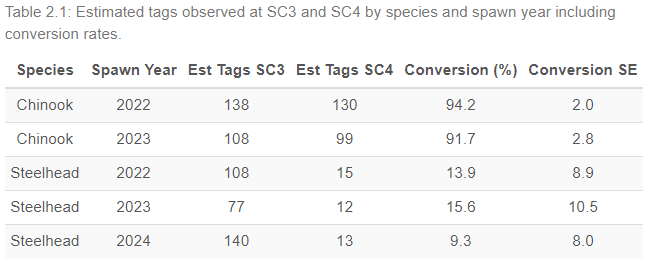 Table 2.1: Estimated tags observed at SC3 and SC4 by species and spawn year including
conversion rates.
Species Spawn Year Est Tags SC3 Est Tags SC4 Conversion (%) Conversion SE
Chinook 2022 138 130 94.2 2.0
Chinook 2023 108 99 91.7 2.8
Steelhead 2022 108 15 13.9 8.9
Steelhead 2023 77 12 15.6 10.5
Steelhead 2024 140 13 9.3 8.0